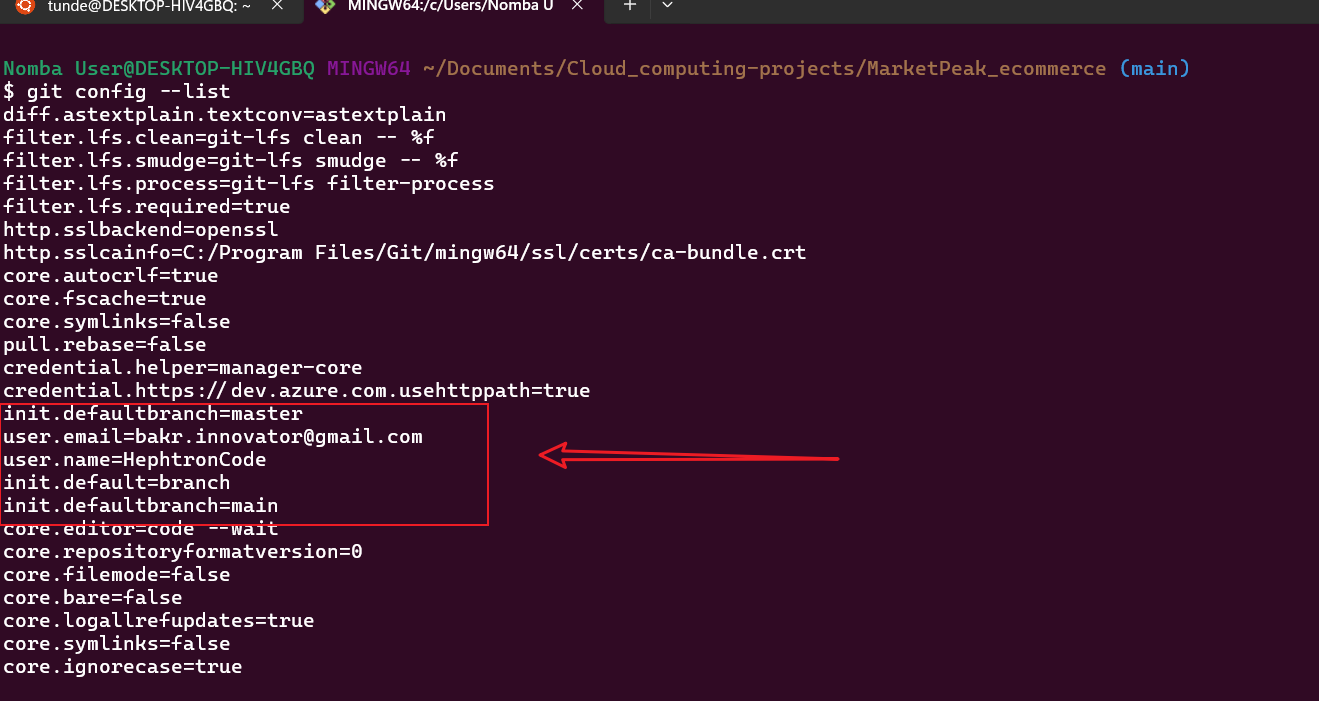 tunde@DESKTOP-HIV4GBQ: ~
MINGW64:/c/Users/Nomba U
Nomba User@DESKTOP-HIV4GBQ MINGW64 ~/Documents/Cloud_computing-projects/MarketPeak_ecommerce (main)
$ git config --list
diff.astextplain.textconv=astextplain
filter.lfs.clean=git-lfs clean -- %f
filter.lfs.smudge=git-lfs smudge -- %f
filter.lfs.process=git-lfs filter-process
filter.lfs.required=true
http.sslbackend=openssl
http.sslcainfo=C:/Program Files/Git/mingw64/ssl/certs/ca-bundle.crt
core.autocrlf=true
core.fscache=true
core.symlinks=false
pull.rebase=false
credential.helper=manager-core
credential.https://dev.azure.com.usehttppath=true
init.defaultbranch=master
user.email=bakr.innovator@gmail.com
user.name=HephtronCode
init.default=branch
init.defaultbranch=main
core.editor=code --wait
core.repositoryformatversion=0
core.filemode=false
core.bare=false
core.logallrefupdates=true
core.symlinks=false
core.ignorecase=true